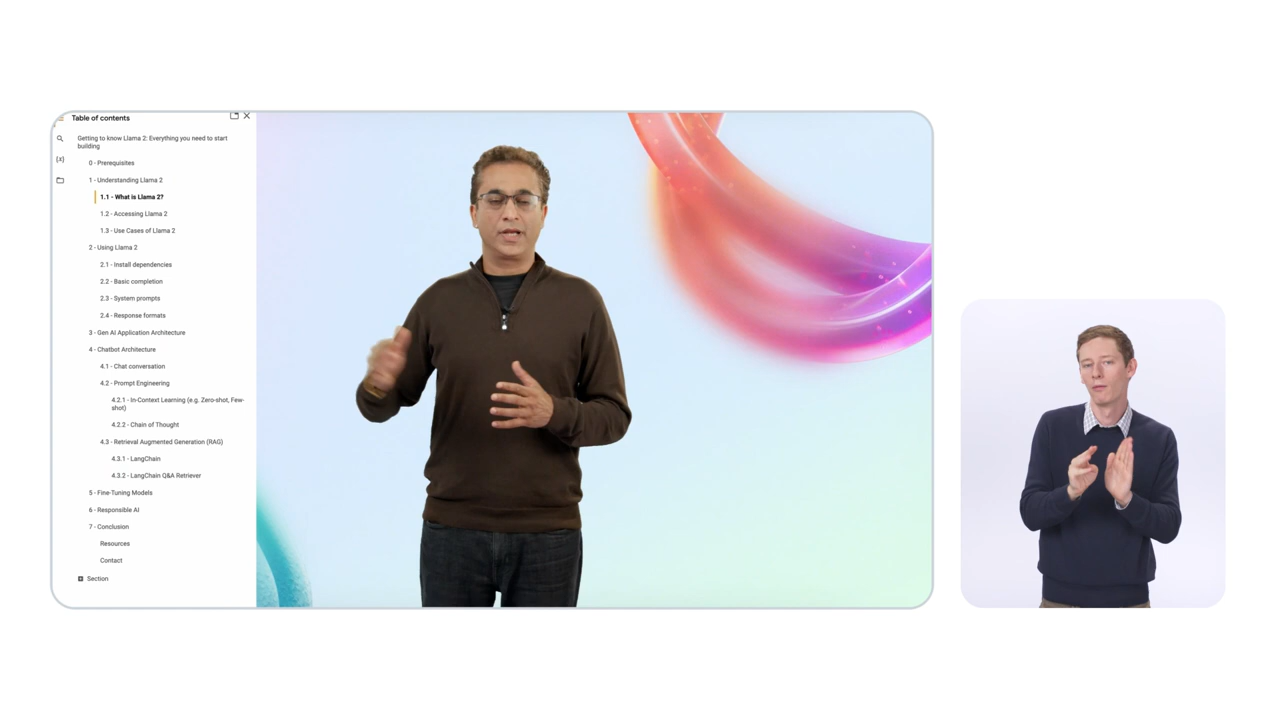 Table of contents
Getting to know Llama 2: Everything you need to start
building
0 - Prerequisites
1 - Understanding Llama 2
1.1 - What is Llama 2?
1.2 - Accessing Llama 2
1.3 - Use Cases of Llama 2
2 - Using Llama 2
2.1 - Install dependencies
2.2 - Basic completion
2.3 - System prompts
2.4 - Response formats
3 - Gen AI Application Architecture
4 - Chatbot Architecture
4.1 - Chat conversation
4.2 - Prompt Engineering
4.2.1 - In-Context Learning (e.g. Zero-shot, Few-
shot)
4.2.2 - Chain of Thought
4.3 - Retrieval Augmented Generation (RAG)
4.3.1 - LangChain
4.3.2 - LangChain Q&A Retriever
5 - Fine-Tuning Models
6 - Responsible AI
7 - Conclusion
Resources
Contact
Section